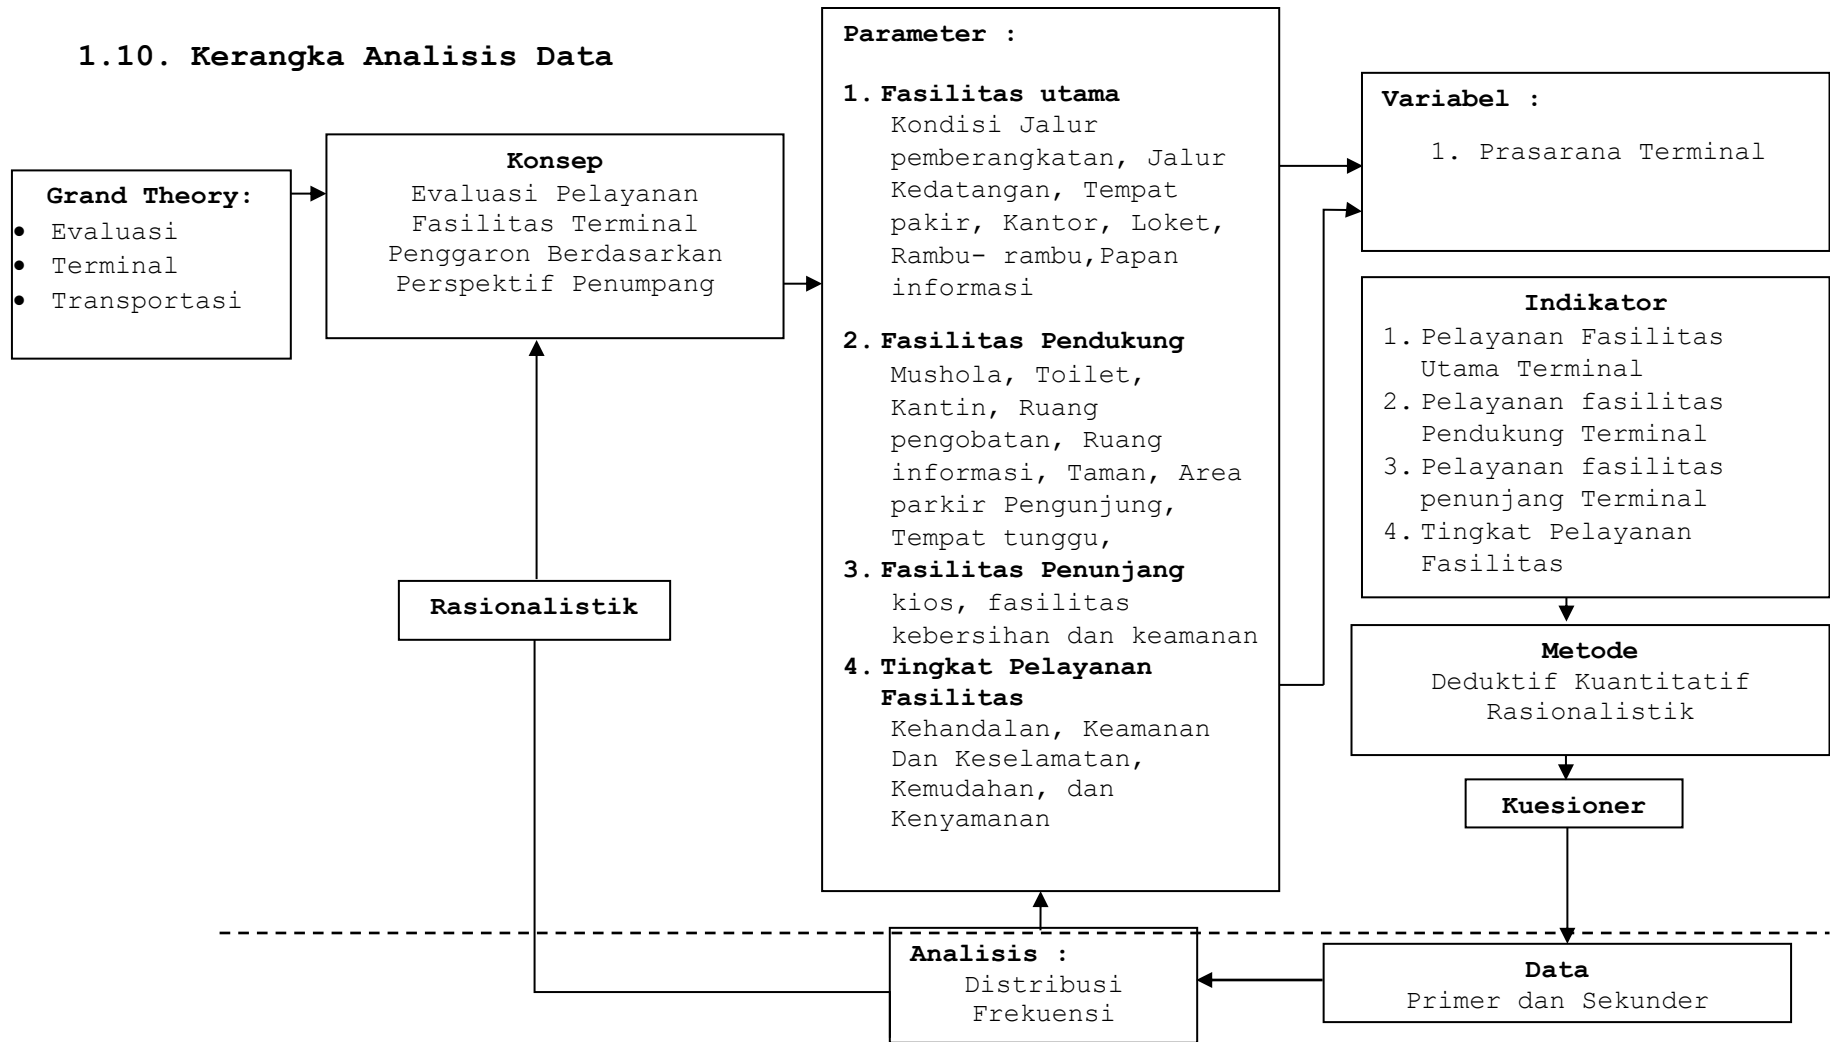 1.10. Kerangka Analisis Data
Grand Theory:
• Evaluasi
• Terminal
• Transportasi
Konsep
Evaluasi Pelayanan
Fasilitas Terminal
Penggaron Berdasarkan
Perspektif Penumpang
Rasionalistik
Parameter :
1. Fasilitas utama
Kondisi Jalur
pemberangkatan, Jalur
Kedatangan, Tempat
pakir, Kantor, Loket,
Rambu- rambu,Papan
informasi
2. Fasilitas Pendukung
Mushola, Toilet,
Kantin, Ruang
pengobatan, Ruang
informasi, Taman, Area
parkir Pengunjung,
Tempat tunggu,
3. Fasilitas Penunjang
kios, fasilitas
kebersihan dan keamanan
4. Tingkat Pelayanan
Fasilitas
Kehandalan, Keamanan
Dan Keselamatan,
Kemudahan, dan
Kenyamanan
Variabel :
1. Prasarana Terminal
Indikator
1. Pelayanan Fasilitas
Utama Terminal
2. Pelayanan fasilitas
Pendukung Terminal
3. Pelayanan fasilitas
penunjang Terminal
4. Tingkat Pelayanan
Fasilitas
Metode
Deduktif Kuantitatif
Rasionalistik
Kuesioner
Data
Primer dan Sekunder
Analisis :
Distribusi
Frekuensi